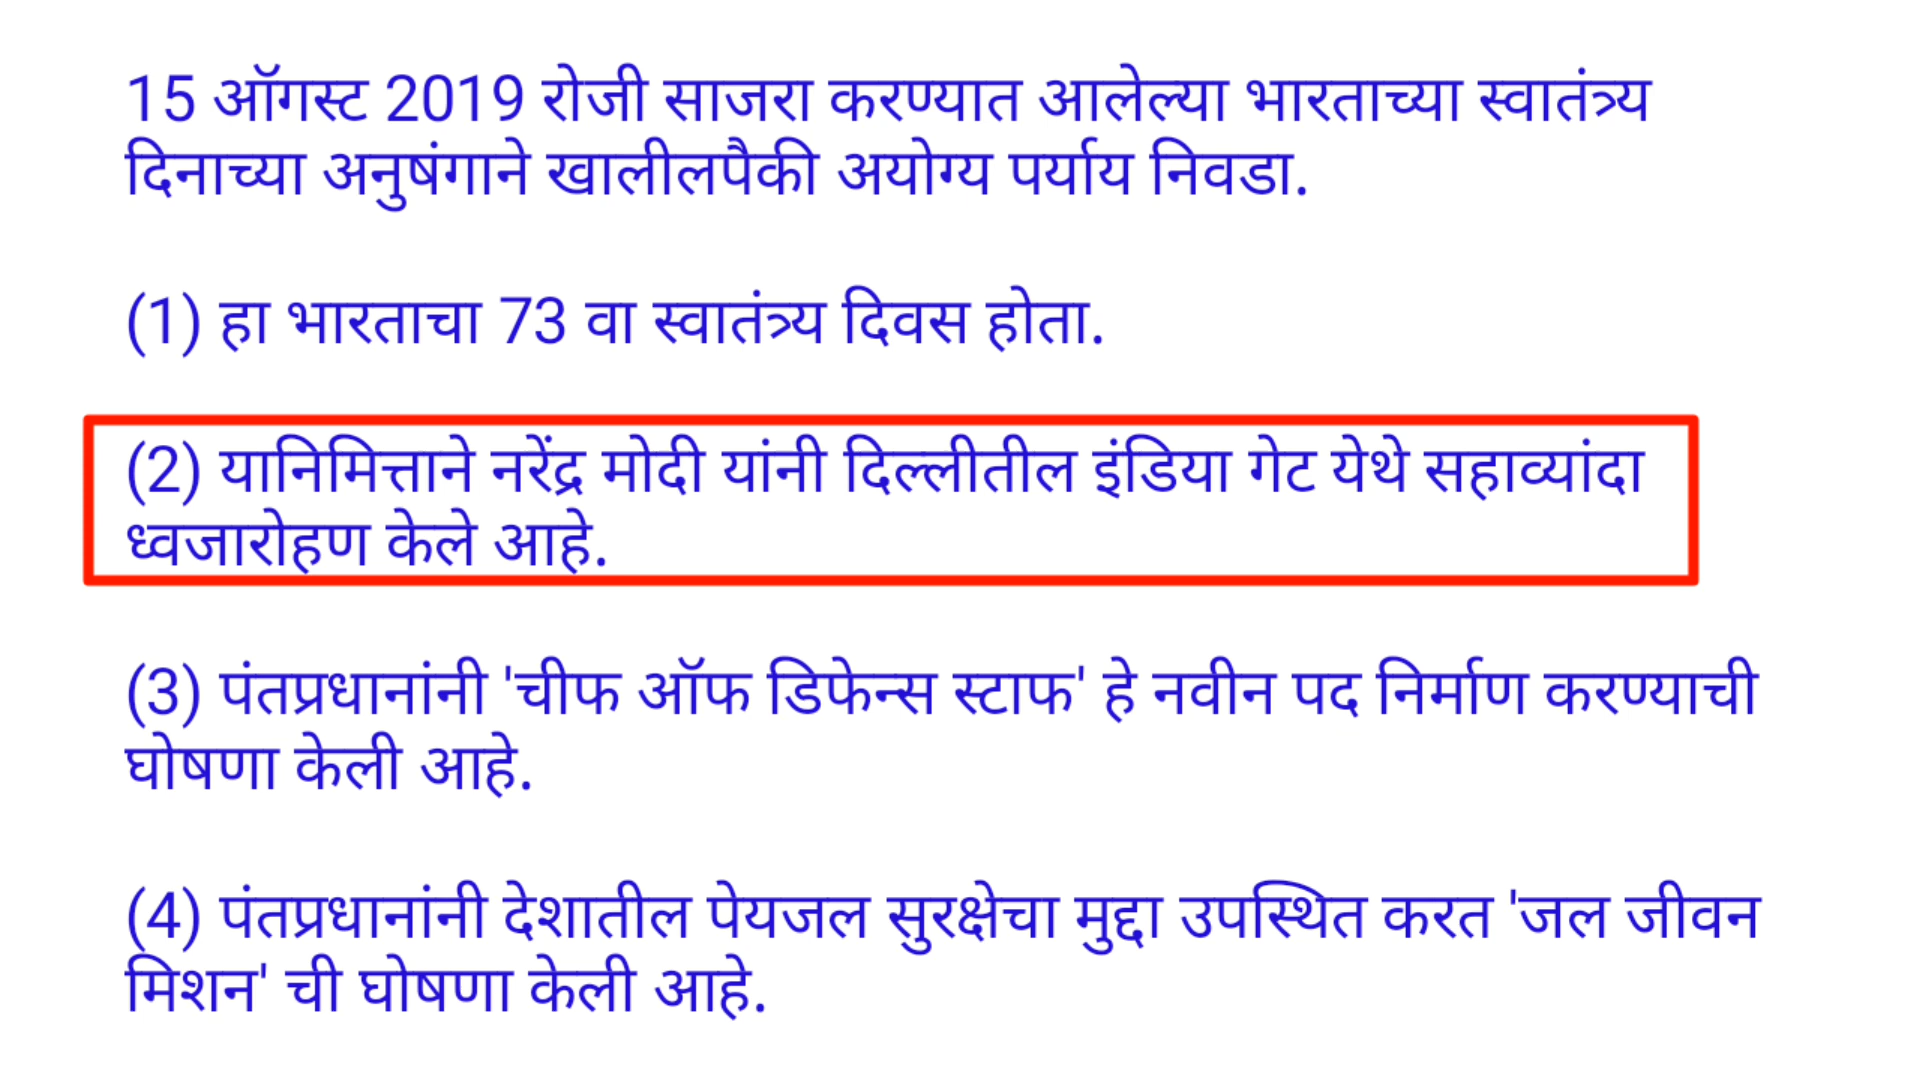 15 ऑगस्ट 2019 रोजी साजरा करण्यात आलेल्या भारताच्या स्वातंत्र्य
दिनाच्या अनुषंगाने खालीलपैकी अयोग्य पर्याय निवडा.
(1) हा भारताचा 73 वा स्वातंत्र्य दिवस होता.
(2) यानिमित्ताने नरेंद्र मोदी यांनी दिल्लीतील इंडिया गेट येथे सहाव्यांदा
ध्वजारोहण केले आहे.
(3) पंतप्रधानांनी 'चीफ ऑफ डिफेन्स स्टाफ' हे नवीन पद निर्माण करण्याची
घोषणा केली आहे.
(4) पंतप्रधानांनी देशातील पेयजल सुरक्षेचा मुद्दा उपस्थित करत 'जल जीवन
मिशन' ची घोषणा केली आहे.